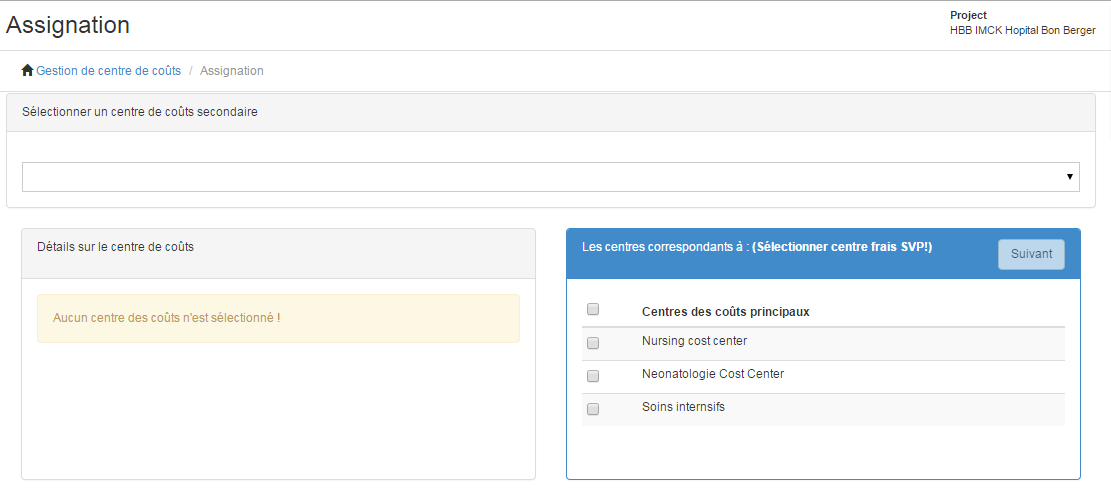 Assignation
Project
HBB IMCK Hopital Bon Berger
Gestion de centre de coûts / Assignation
Sélectionner un centre de coûts secondaire
Détails sur le centre de coûts
Aucun centre des coûts n'est sélectionné !
Les centres correspondants à : (Sélectionner centre frais SVP!)
Suivant
Centres des coûts principaux
Nursing cost center
Neonatologie Cost Center
Soins internsifs